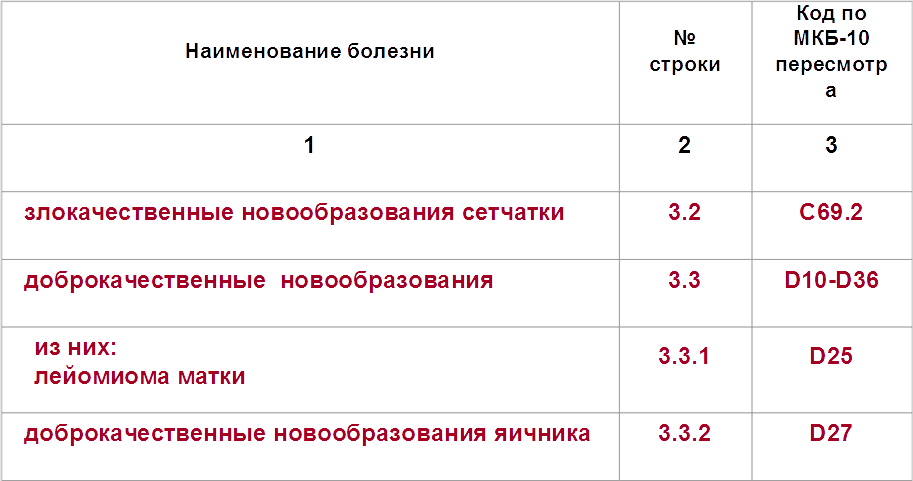 Наименование болезни
№
строки
Код по
МКБ-10
пересмотр
а
1
2
3
злокачественные новообразования сетчатки
3.2
C69.2
доброкачественные новообразования
3.3
D10-D36
из них:
лейомиома матки
3.3.1
D25
доброкачественные новообразования яичника
3.3.2
D27